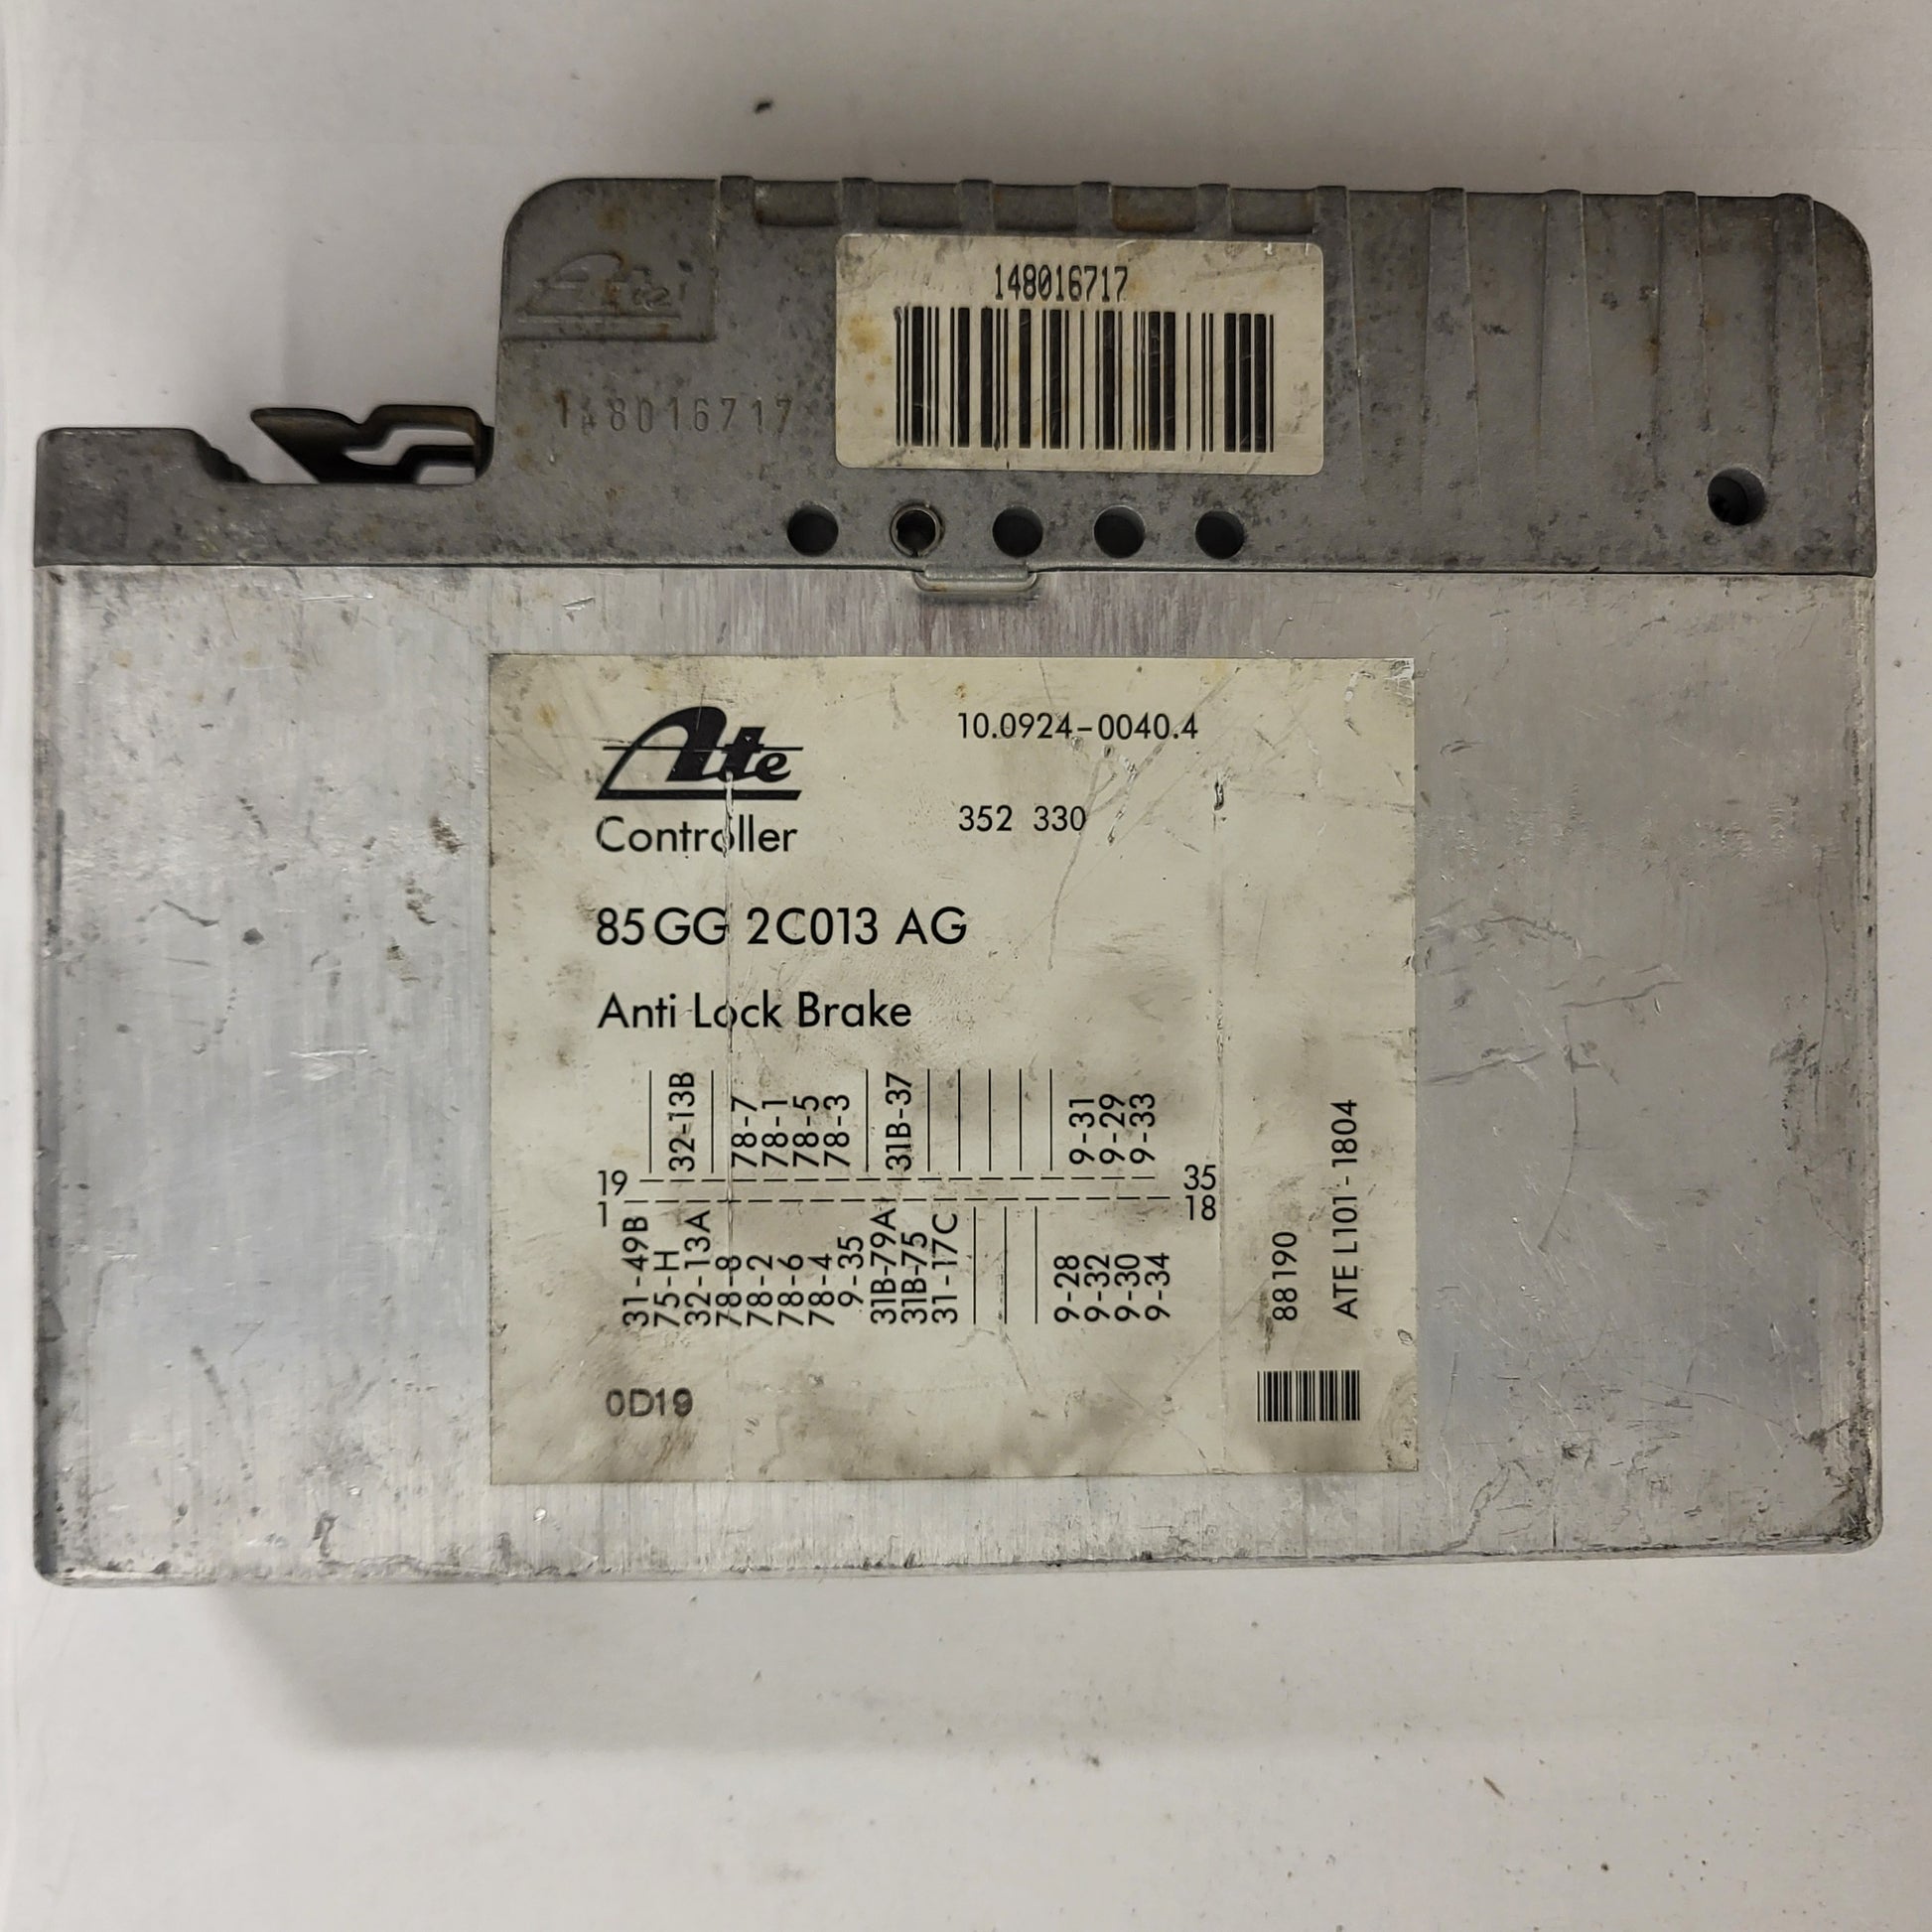 Ate
148016717
148016717
Ate
10.0924-0040.4
Controller
352 330
85GG 2C013 AG
Anti Lock Brake
32-13B
78-7
78-1
78-5
78-3
31B-37
9-31
9-29
9-33
19
35
1
18
31-49B
75-H
32-13A
78-8
78-2
78-6
78-4
9-35
31B-79A
31B-75
31-17C
9-28
9-32
9-30
9-34
88190
ATE L101-1804
0D19